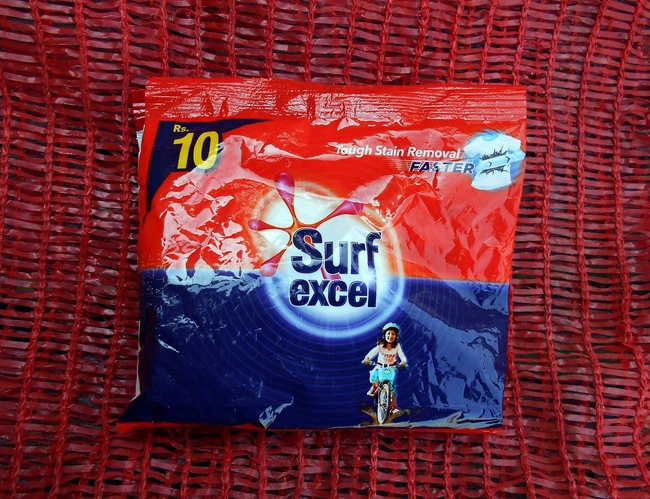 Rs.
10
Tough Stain Removal
FASTER
Surf
excel